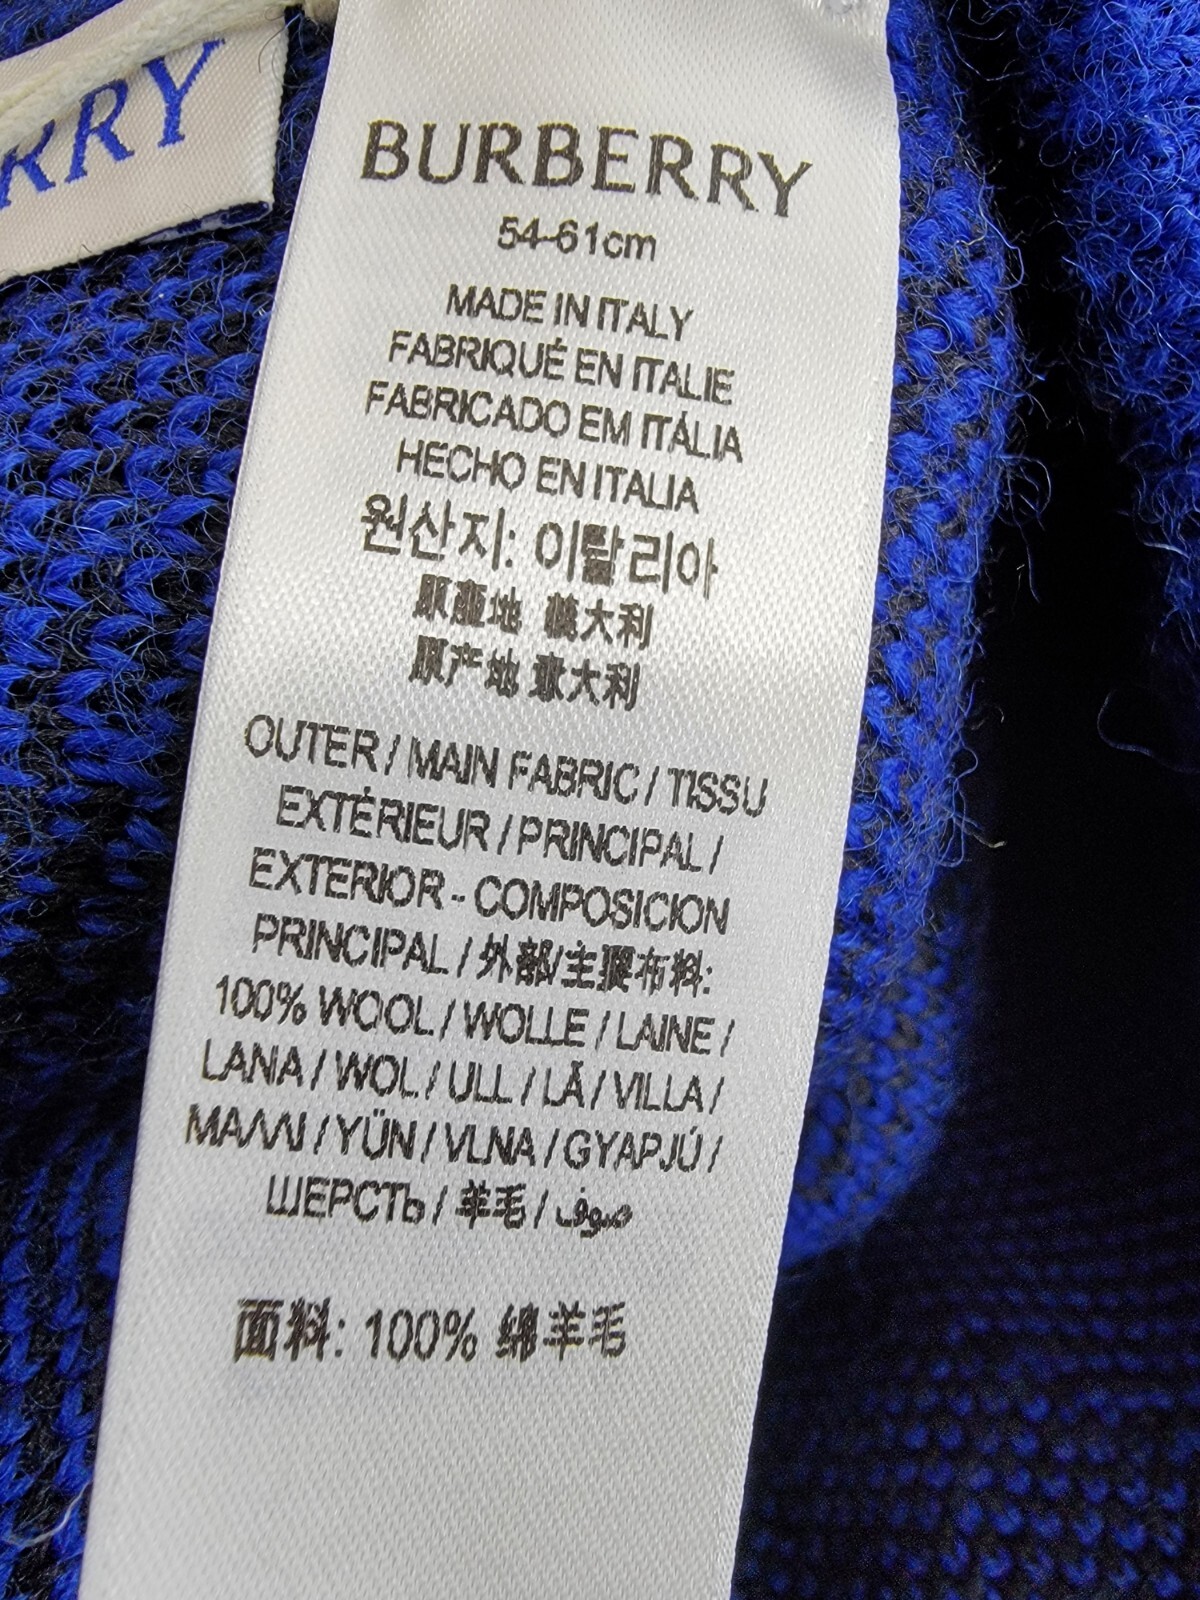 RRY
BURBERRY
54-61cm
MADE IN ITALY
FABRIQUÉ EN ITALIE
FABRICADO EM ITÁLIA
HECHO EN ITALIA
원산지: 이탈리아
原產地 義大利
原产地 意大利
OUTER / MAIN FABRIC / TISSU
EXTÉRIEUR / PRINCIPAL /
EXTERIOR - COMPOSICION
PRINCIPAL / 外部/主要布料:
100% WOOL / WOLLE / LAINE /
LANA / WOL / ULL / LÃ / VILLA /
ΜΑΛΛΙ / YÜN / VLNA / GYAPJÚ /
ШЕРСТЬ / 羊毛 / صوف
面料: 100% 绵羊毛